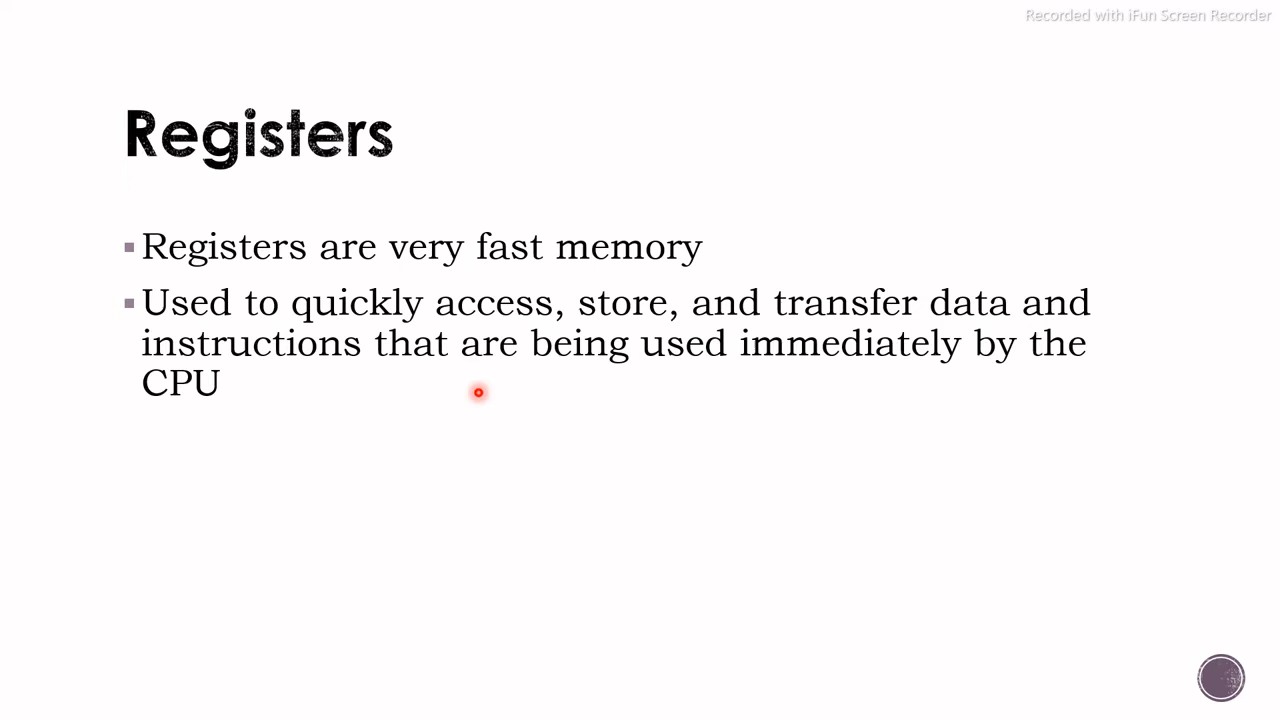 Recorded with iFun Screen Recorder
Registers
Registers are very fast memory
Used to quickly access, store, and transfer data and
instructions that are being used immediately by the
CPU